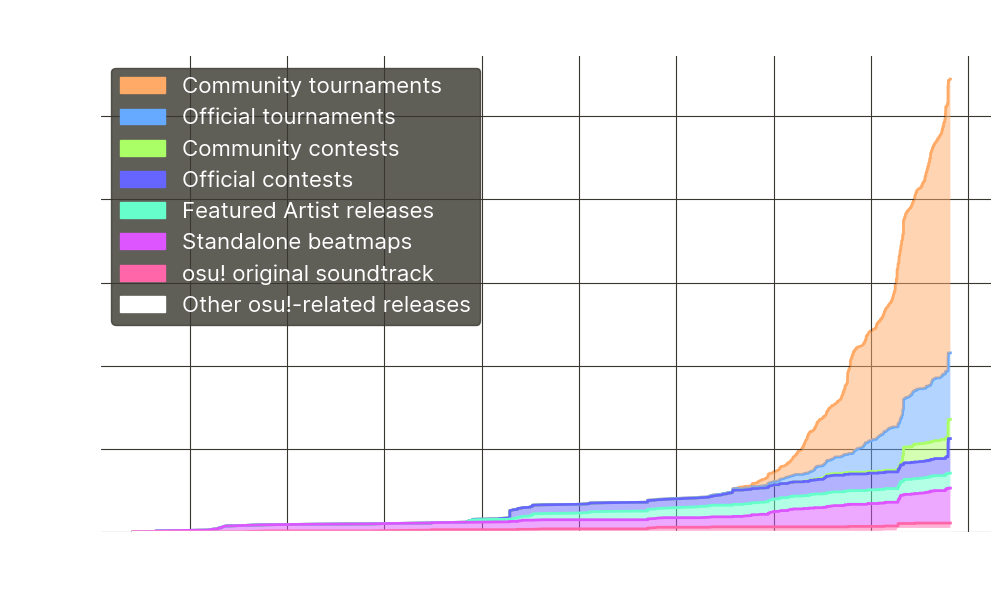 Community tournaments
Official tournaments
Community contests
Official contests
Featured Artist releases
Standalone beatmaps
osu! original soundtrack
Other osu!-related releases